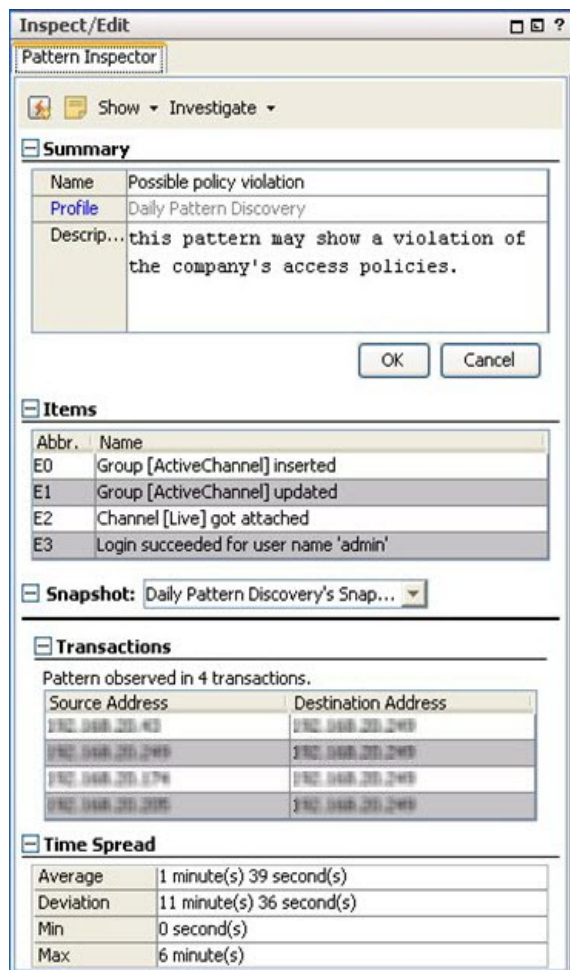 Inspect/Edit ?
Pattern Inspector
Show Investigate
Summary
Name Possible policy violation
Profile Daily Pattern Discovery
Descrip... this pattern may show a violation of
the company's access policies.
OK Cancel
Items
Abbr. Name
E0 Group [ActiveChannel] inserted
E1 Group [ActiveChannel] updated
E2 Channel [Live] got attached
E3 Login succeeded for user name 'admin'
Snapshot: Daily Pattern Discovery's Snap...
Transactions
Pattern observed in 4 transactions.
Source Address Destination Address
Time Spread
Average 1 minute(s) 39 second(s)
Deviation 11 minute(s) 36 second(s)
Min 0 second(s)
Max 6 minute(s)